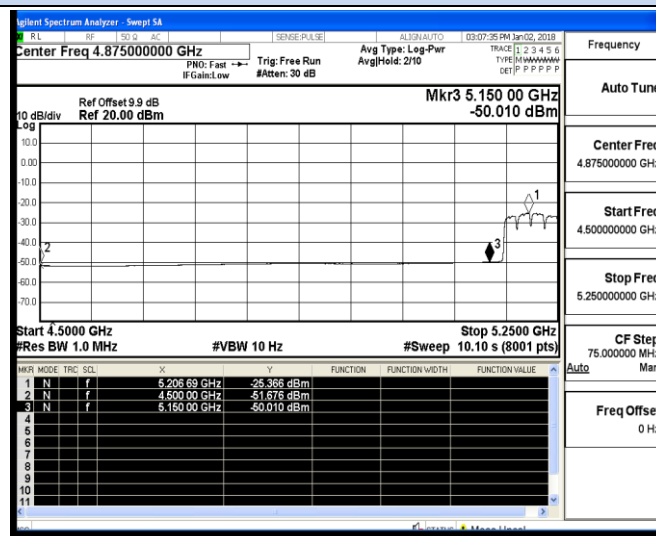 Agilent Spectrum Analyzer - Swept SA
RL RF 50 Ω AC SENSE:PULSE ALIGNAUTO 03:07:35 PM Jan 02, 2018
Center Freq 4.875000000 GHz
PNO: Fast
IFGain:Low
Trig: Free Run
#Atten: 30 dB
Avg Type: Log-Pwr
Avg|Hold: 2/10
TRACE 1 2 3 4 5 6
TYPE M
DET P P P P P P
Mkr3 5.150 00 GHz
-50.010 dBm
Ref Offset 9.9 dB
10 dB/div Ref 20.00 dBm
Log
10.0
0.00
-10.0
-20.0
-30.0
-40.0
-50.0
-60.0
-70.0
1
2
3
Start 4.5000 GHz Stop 5.2500 GHz
#Res BW 1.0 MHz #VBW 10 Hz #Sweep 10.10 s (8001 pts)
MKR MODE TRC SCL X Y FUNCTION FUNCTION WIDTH FUNCTION VALUE
1 N f 5.206 69 GHz -25.366 dBm
2 N f 4.500 00 GHz -51.676 dBm
3 N f 5.150 00 GHz -50.010 dBm
4
5
6
7
8
9
10
11
STATUS
Frequency
Auto Tune
Center Freq
4.875000000 GHz
Start Freq
4.500000000 GHz
Stop Freq
5.250000000 GHz
CF Step
75.000000 MHz
Auto Man
Freq Offset
0 Hz